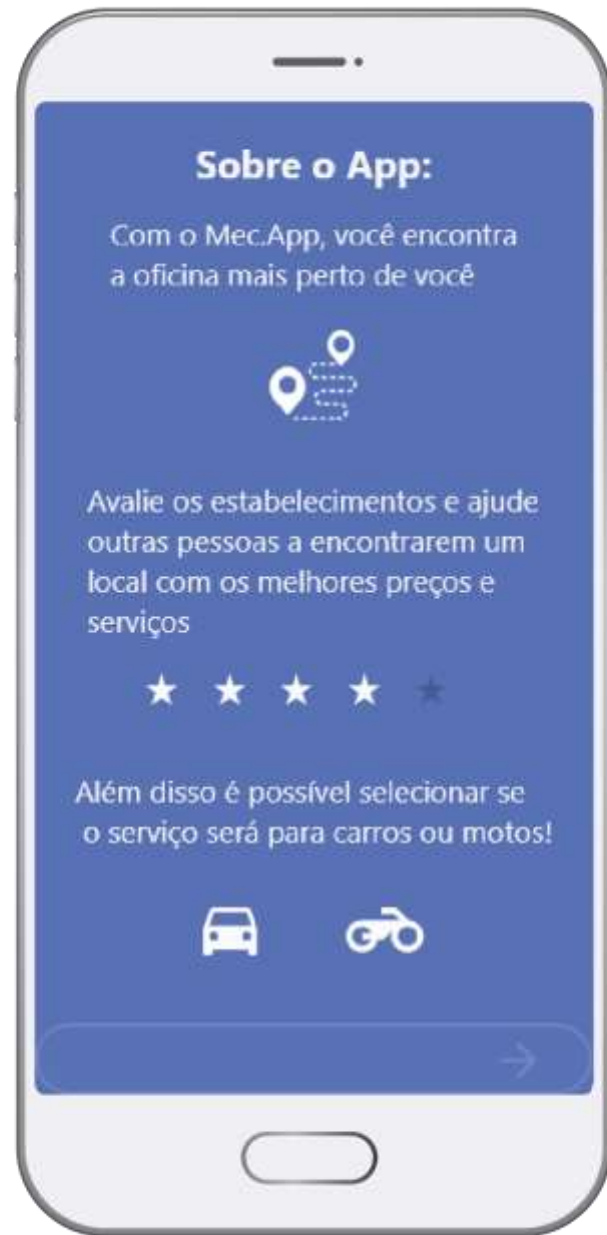 Sobre o App:
Com o Mec.App, você encontra
a oficina mais perto de você
Avalie os estabelecimentos e ajude
outras pessoas a encontrarem um
local com os melhores preços e
serviços
Além disso é possível selecionar se
o serviço será para carros ou motos!